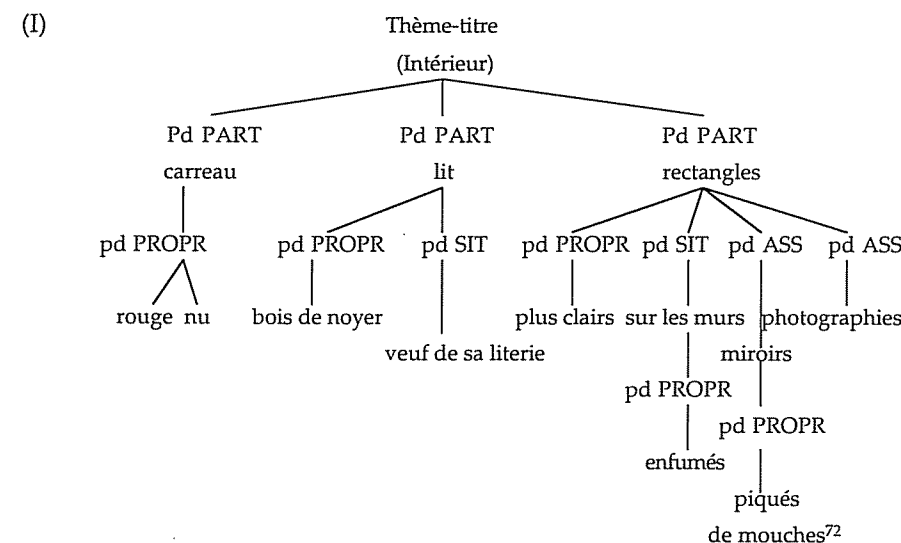 (I) Thème-titre
(Intérieur)
Pd PART Pd PART Pd PART
carreau lit rectangles
pd PROPR pd PROPR pd SIT pd PROPR pd SIT pd ASS pd ASS
rouge nu bois de noyer plus clairs sur les murs photographies
veuf de sa literie miroirs
pd PROPR
pd PROPR
enfumés
piqués
de mouches72